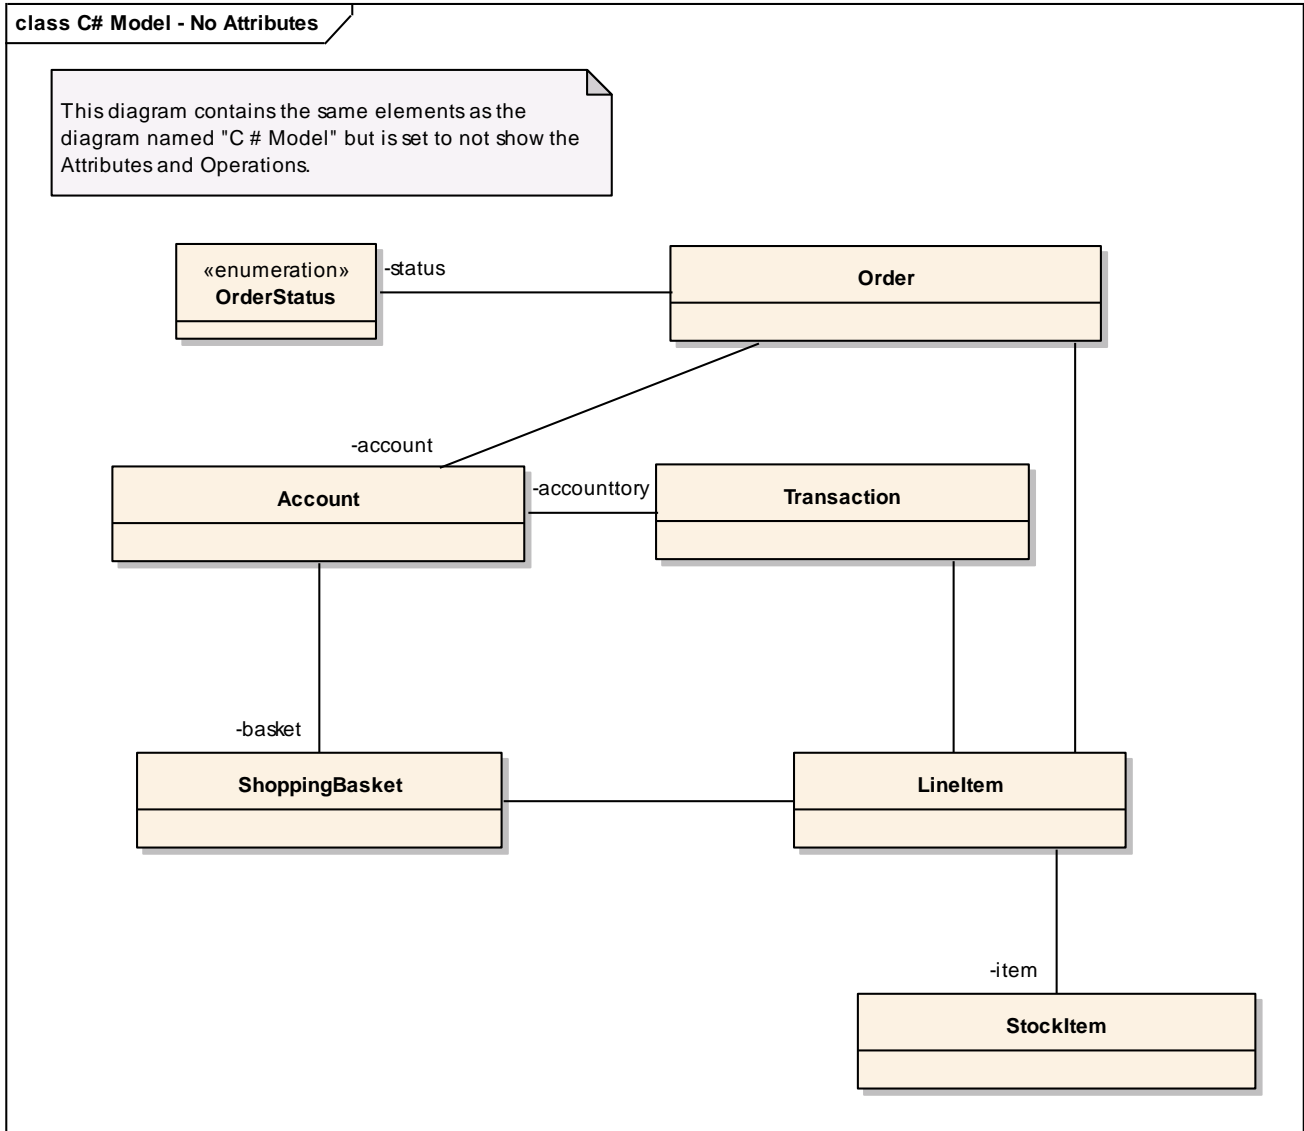 class C# Model - No Attributes
This diagram contains the same elements as the
diagram named "C # Model" but is set to not show the
Attributes and Operations.
«enumeration»
OrderStatus
-status
Order
-account
Account
-accounttory
Transaction
-basket
ShoppingBasket
LineItem
-item
StockItem